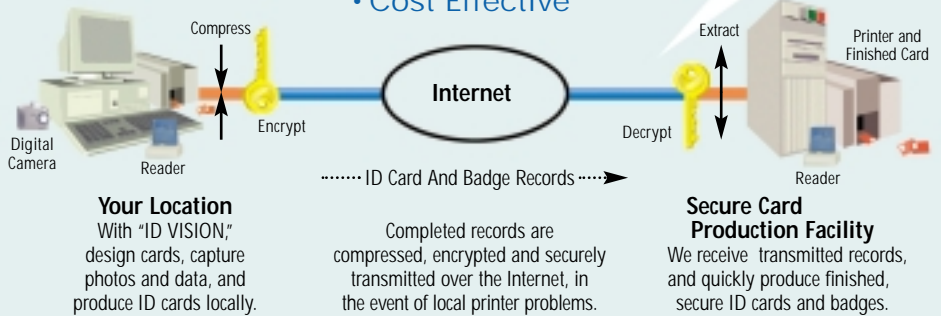 • Cost Effective
Compress
Encrypt
Digital
Camera
Reader
Internet
Extract
Decrypt
Printer and
Finished Card
Reader
········ ID Card And Badge Records ·····
Your Location
With "ID VISION,"
design cards, capture
photos and data, and
produce ID cards locally.
Completed records are
compressed, encrypted and securely
transmitted over the Internet, in
the event of local printer problems.
Secure Card
Production Facility
We receive transmitted records,
and quickly produce finished,
secure ID cards and badges.